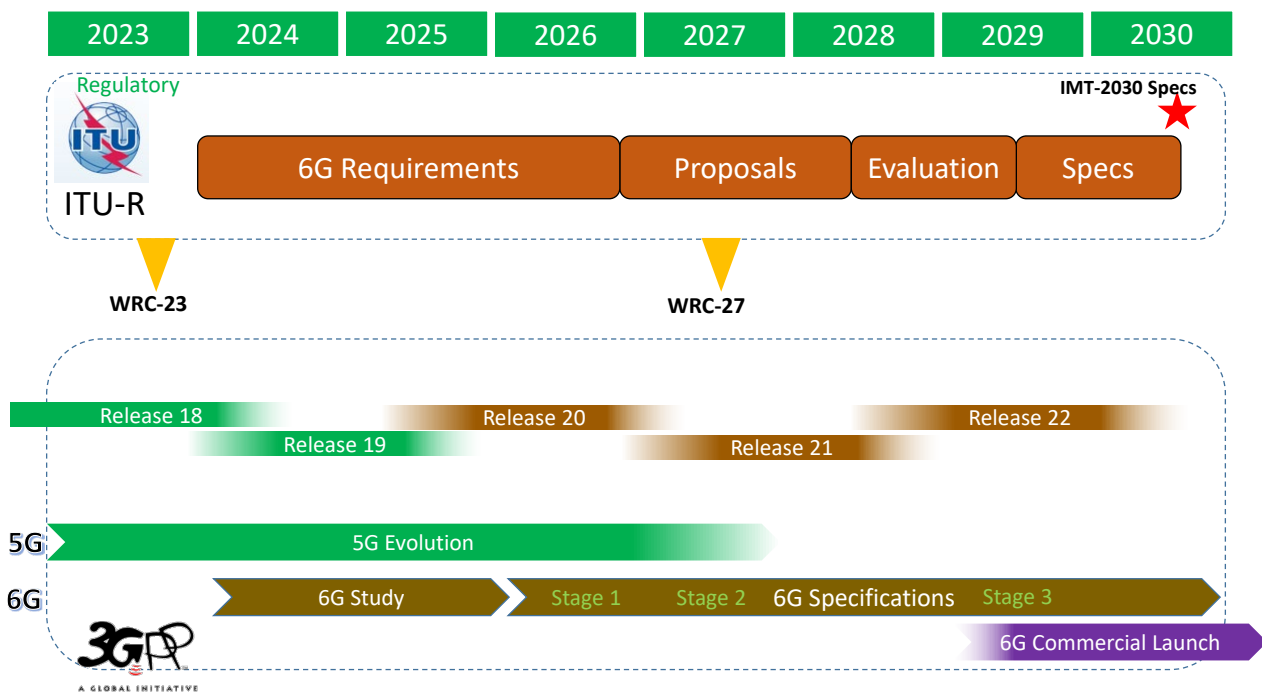 2023 2024 2025 2026 2027 2028 2029 2030
Regulatory
IMT-2030 Specs
ITU
ITU-R
6G Requirements Proposals Evaluation Specs
WRC-23 WRC-27
Release 18 Release 20 Release 22
Release 19 Release 21
5G 5G Evolution
6G 6G Study Stage 1 Stage 2 6G Specifications Stage 3
6G Commercial Launch
3GPP
A GLOBAL INITIATIVE